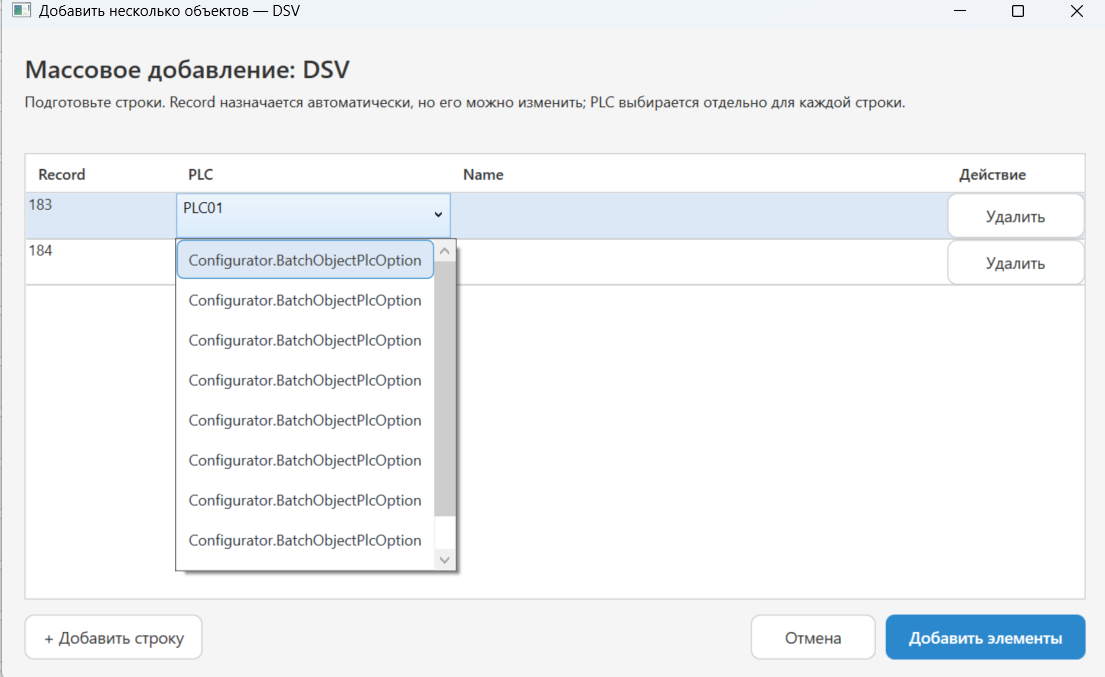 Добавить несколько объектов — DSV
Массовое добавление: DSV
Подготовьте строки. Record назначается автоматически, но его можно изменить; PLC выбирается отдельно для каждой строки.
Record PLC Name Действие
183 PLC01 Удалить
184 Удалить
Configurator.BatchObjectPlcOption
Configurator.BatchObjectPlcOption
Configurator.BatchObjectPlcOption
Configurator.BatchObjectPlcOption
Configurator.BatchObjectPlcOption
Configurator.BatchObjectPlcOption
Configurator.BatchObjectPlcOption
Configurator.BatchObjectPlcOption
+ Добавить строку Отмена Добавить элементы